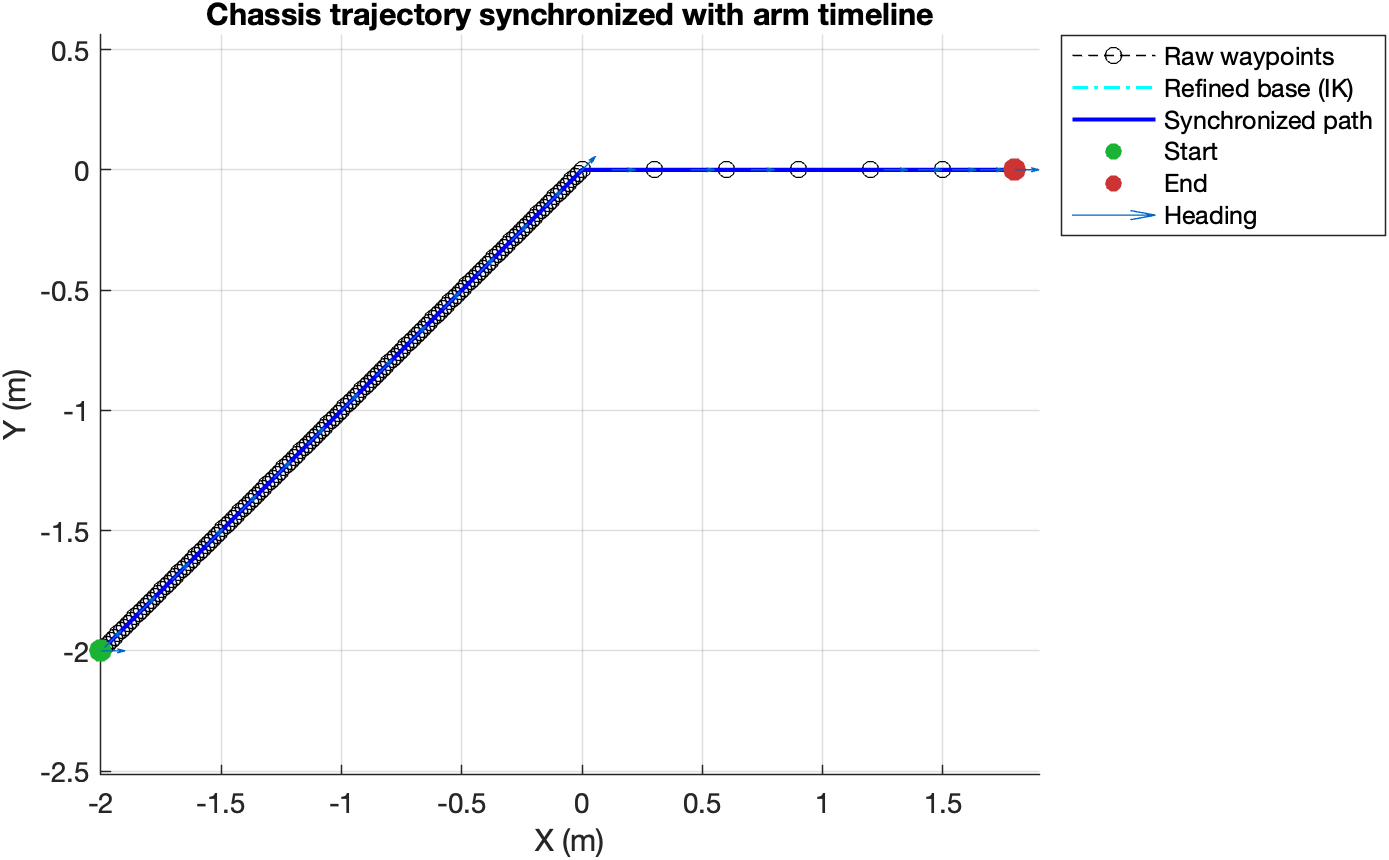 Chassis trajectory synchronized with arm timeline
Raw waypoints
Refined base (IK)
Synchronized path
Start
End
Heading
0.5
0
-0.5
-1
-1.5
-2
-2.5
Y (m)
-2
-1.5
-1
-0.5
0
0.5
1
1.5
X (m)